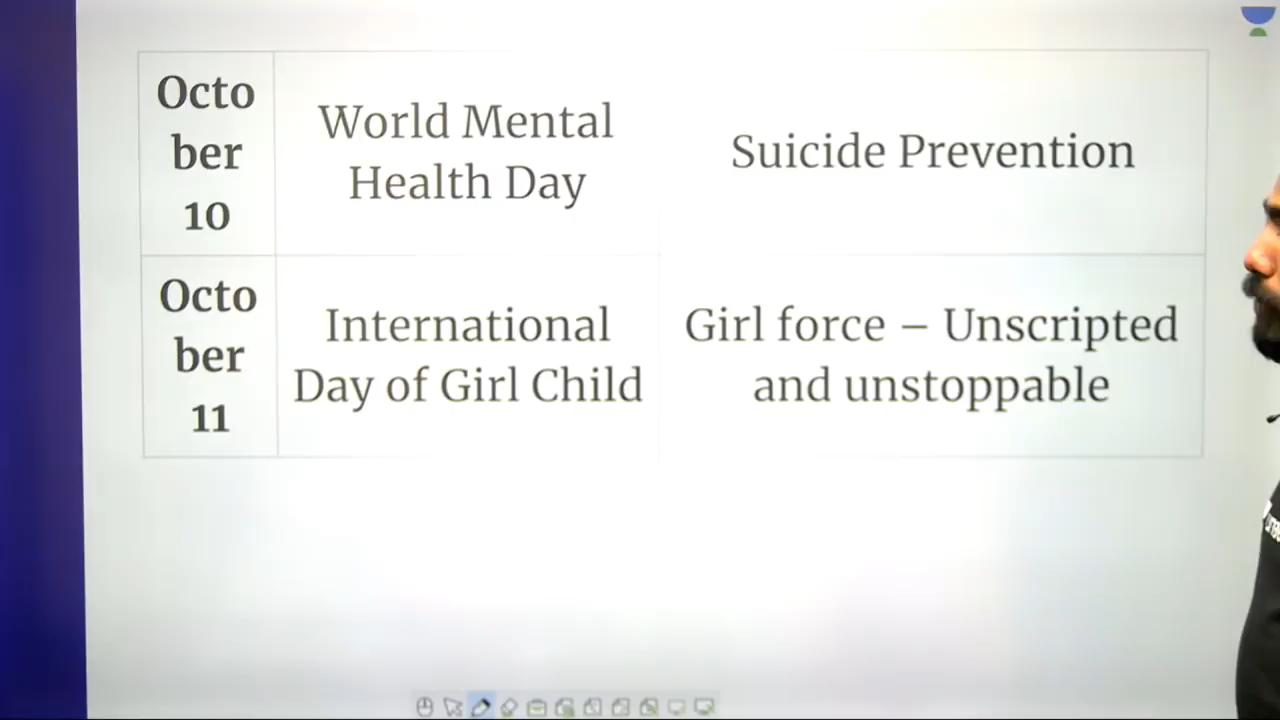 Octo
ber
10
World Mental
Health Day
Suicide Prevention
Octo
ber
11
International
Day of Girl Child
Girl force – Unscripted
and unstoppable